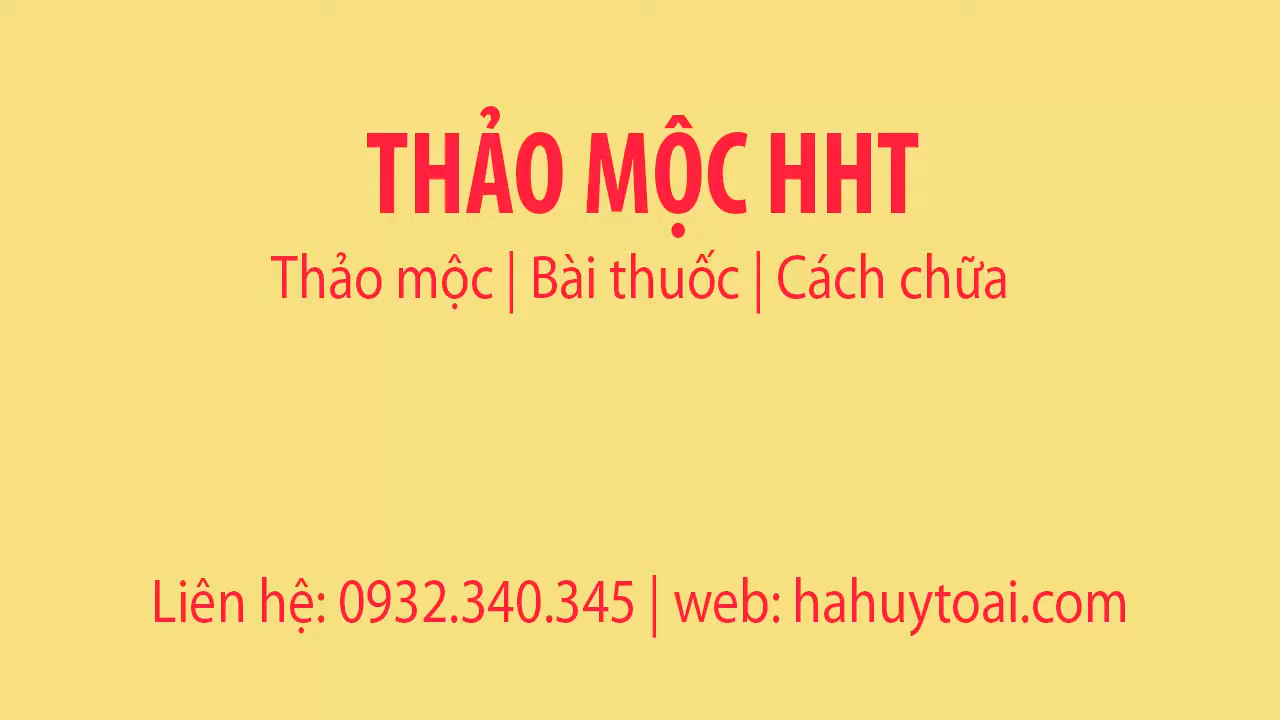 THẢO MỘC HHT
Thảo mộc | Bài thuốc | Cách chữa
Liên hệ: 0932.340.345 | web: hahuytoai.com